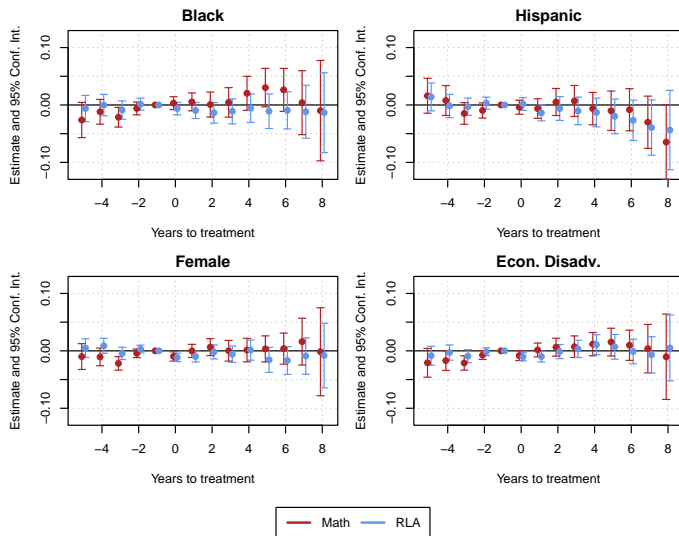 Black
Estimate and 95% Conf. Int.
0.10
0.00
−0.10
−4 −2 0 2 4 6 8
Years to treatment
Hispanic
Estimate and 95% Conf. Int.
0.10
0.00
−0.10
−4 −2 0 2 4 6 8
Years to treatment
Female
Estimate and 95% Conf. Int.
0.10
0.00
−0.10
−4 −2 0 2 4 6 8
Years to treatment
Econ. Disadv.
Estimate and 95% Conf. Int.
0.10
0.00
−0.10
−4 −2 0 2 4 6 8
Years to treatment
Math RLA